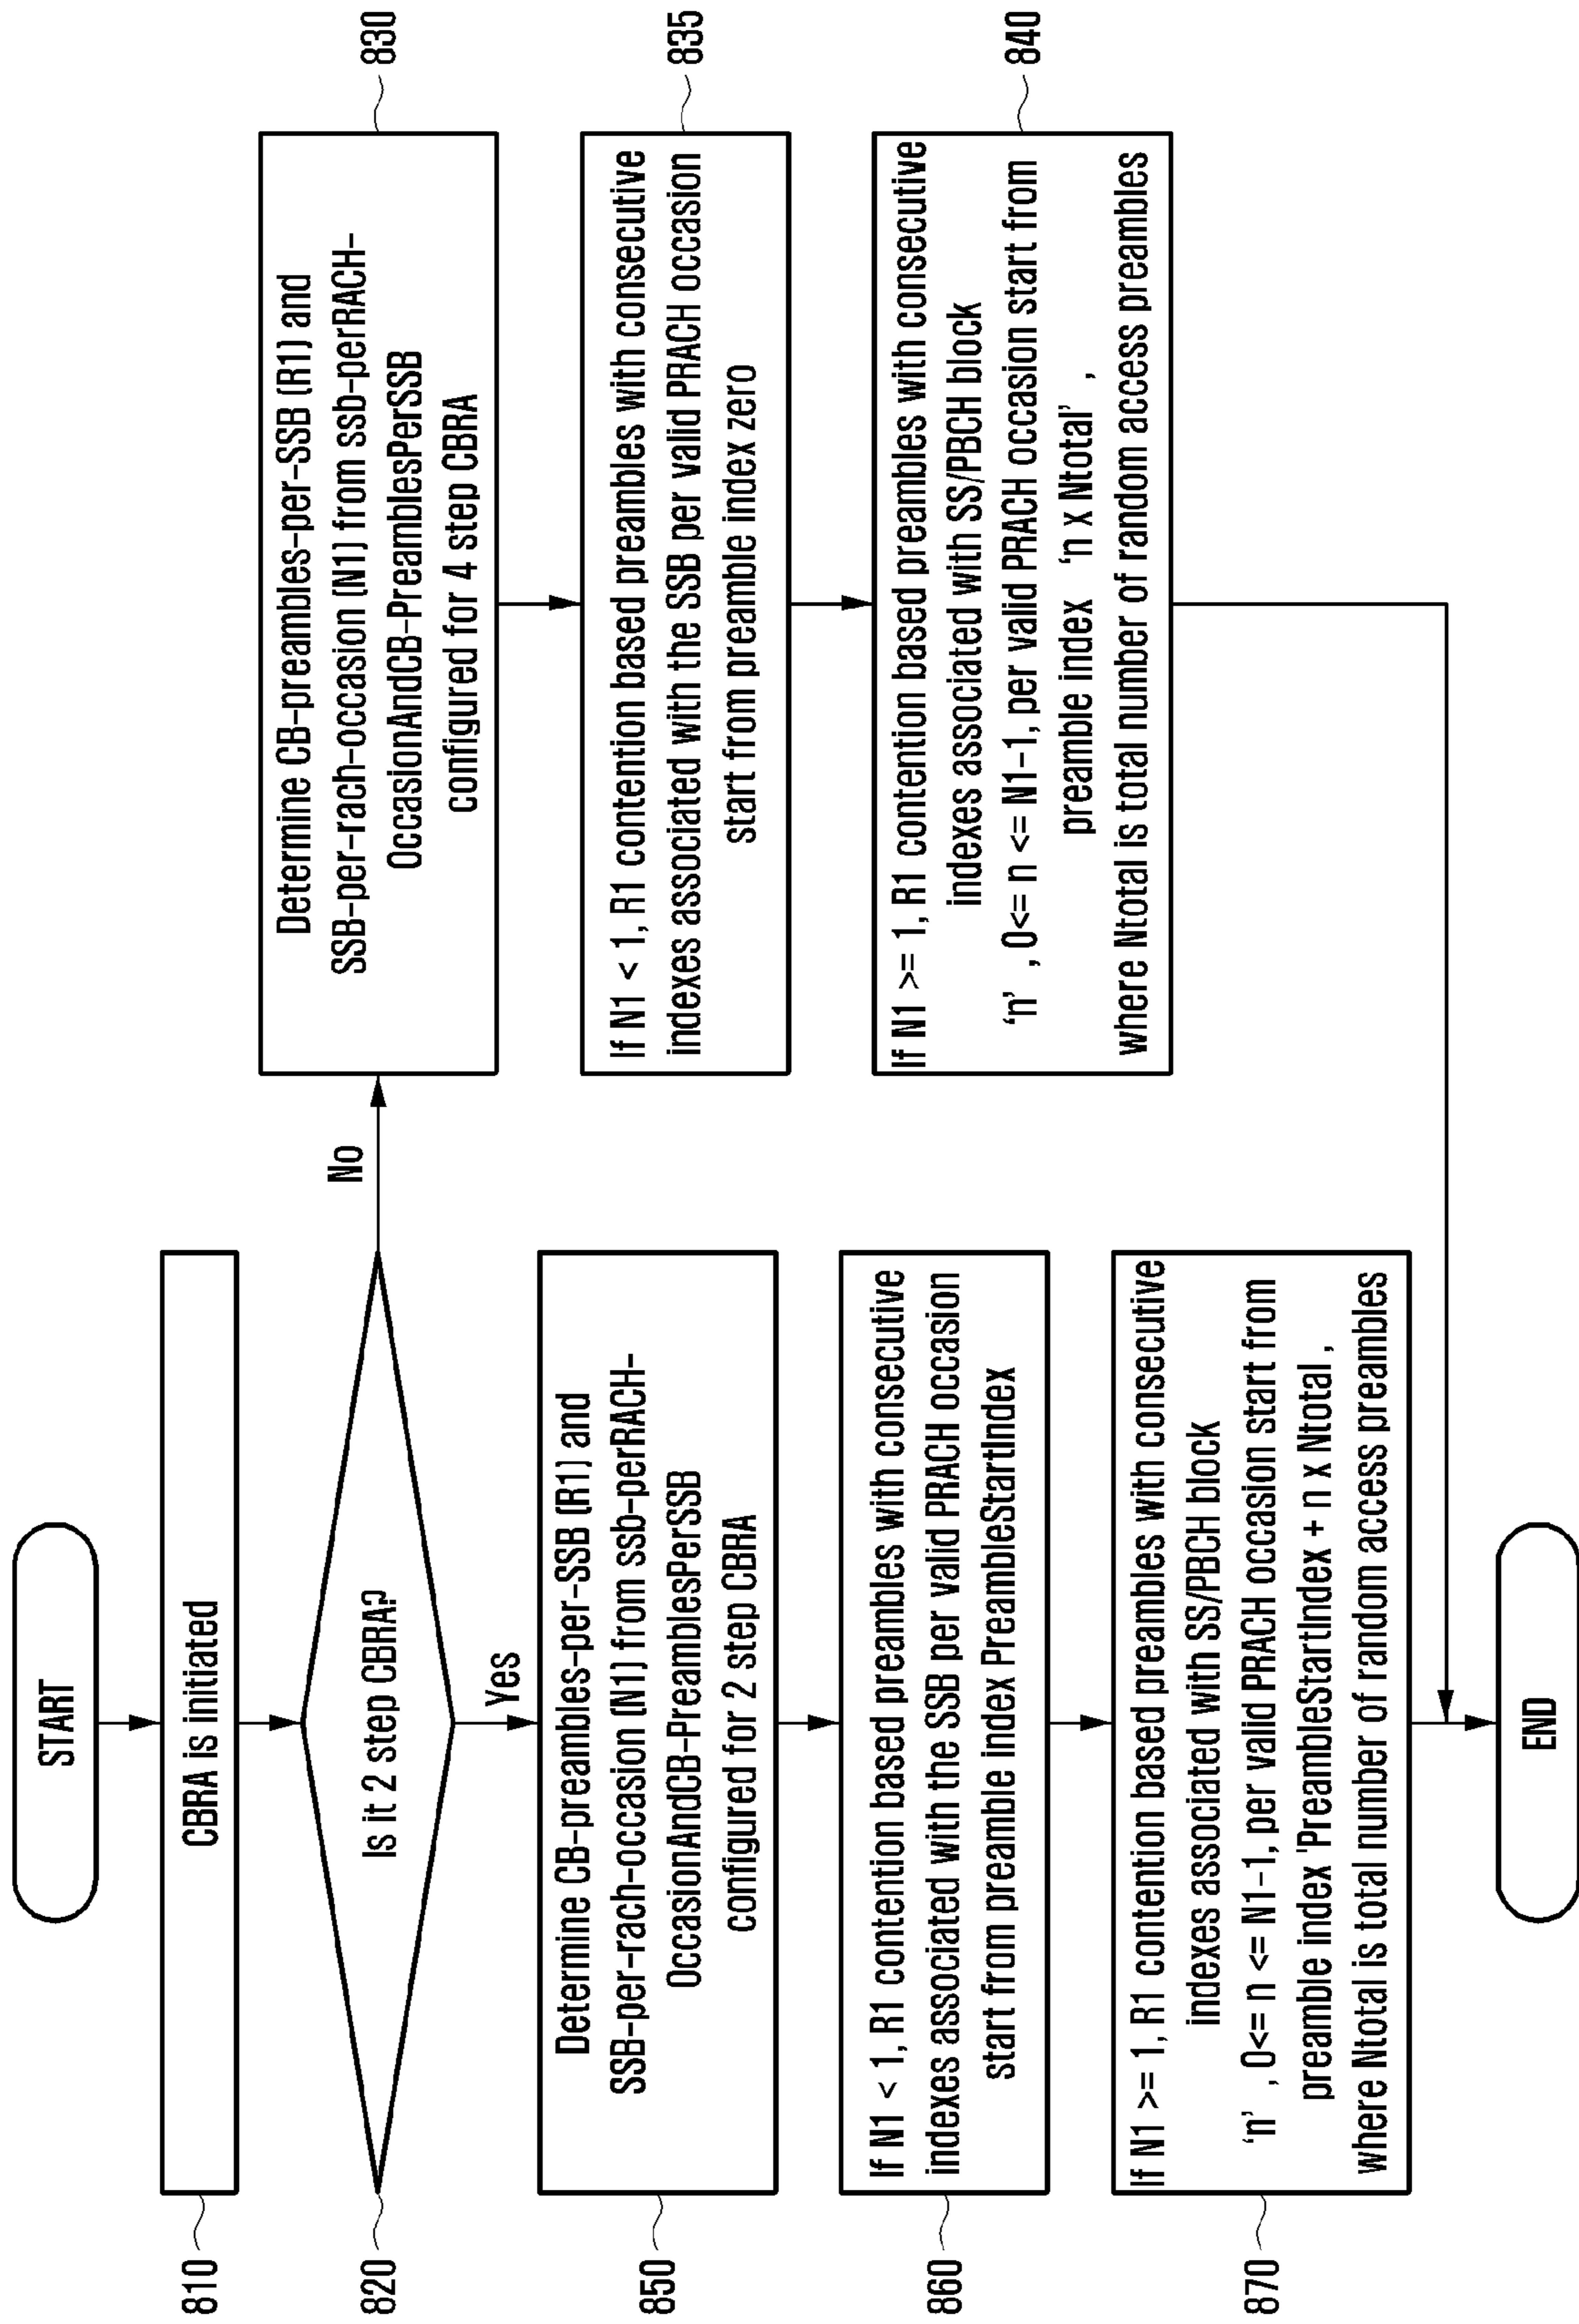 START
810
CBRA is initiated
820
Is it 2 step CBRA?
No
Yes
830
Determine CB-preambles-per-SSB (R1) and
SSB-per-rach-occasion (N1) from ssb-perRACH-
OccasionAndCB-PreamblesPerSSB
configured for 4 step CBRA
835
If N1 < 1, R1 contention based preambles with consecutive
indexes associated with the SSB per valid PRACH occasion
start from preamble index zero
840
If N1 >= 1, R1 contention based preambles with consecutive
indexes associated with SS/PBCH block
‘n’ , 0<= n <= N1-1, per valid PRACH occasion start from
preamble index ‘n x Ntotal’ ,
where Ntotal is total number of random access preambles
850
Determine CB-preambles-per-SSB (R1) and
SSB-per-rach-occasion (N1) from ssb-perRACH-
OccasionAndCB-PreamblesPerSSB
configured for 2 step CBRA
860
If N1 < 1, R1 contention based preambles with consecutive
indexes associated with the SSB per valid PRACH occasion
start from preamble index PreambleStartIndex
870
If N1 >= 1, R1 contention based preambles with consecutive
indexes associated with SS/PBCH block
‘n’ , 0<= n <= N1-1, per valid PRACH occasion start from
preamble index 'PreambleStartIndex + n x Ntotal ,
where Ntotal is total number of random access preambles
END